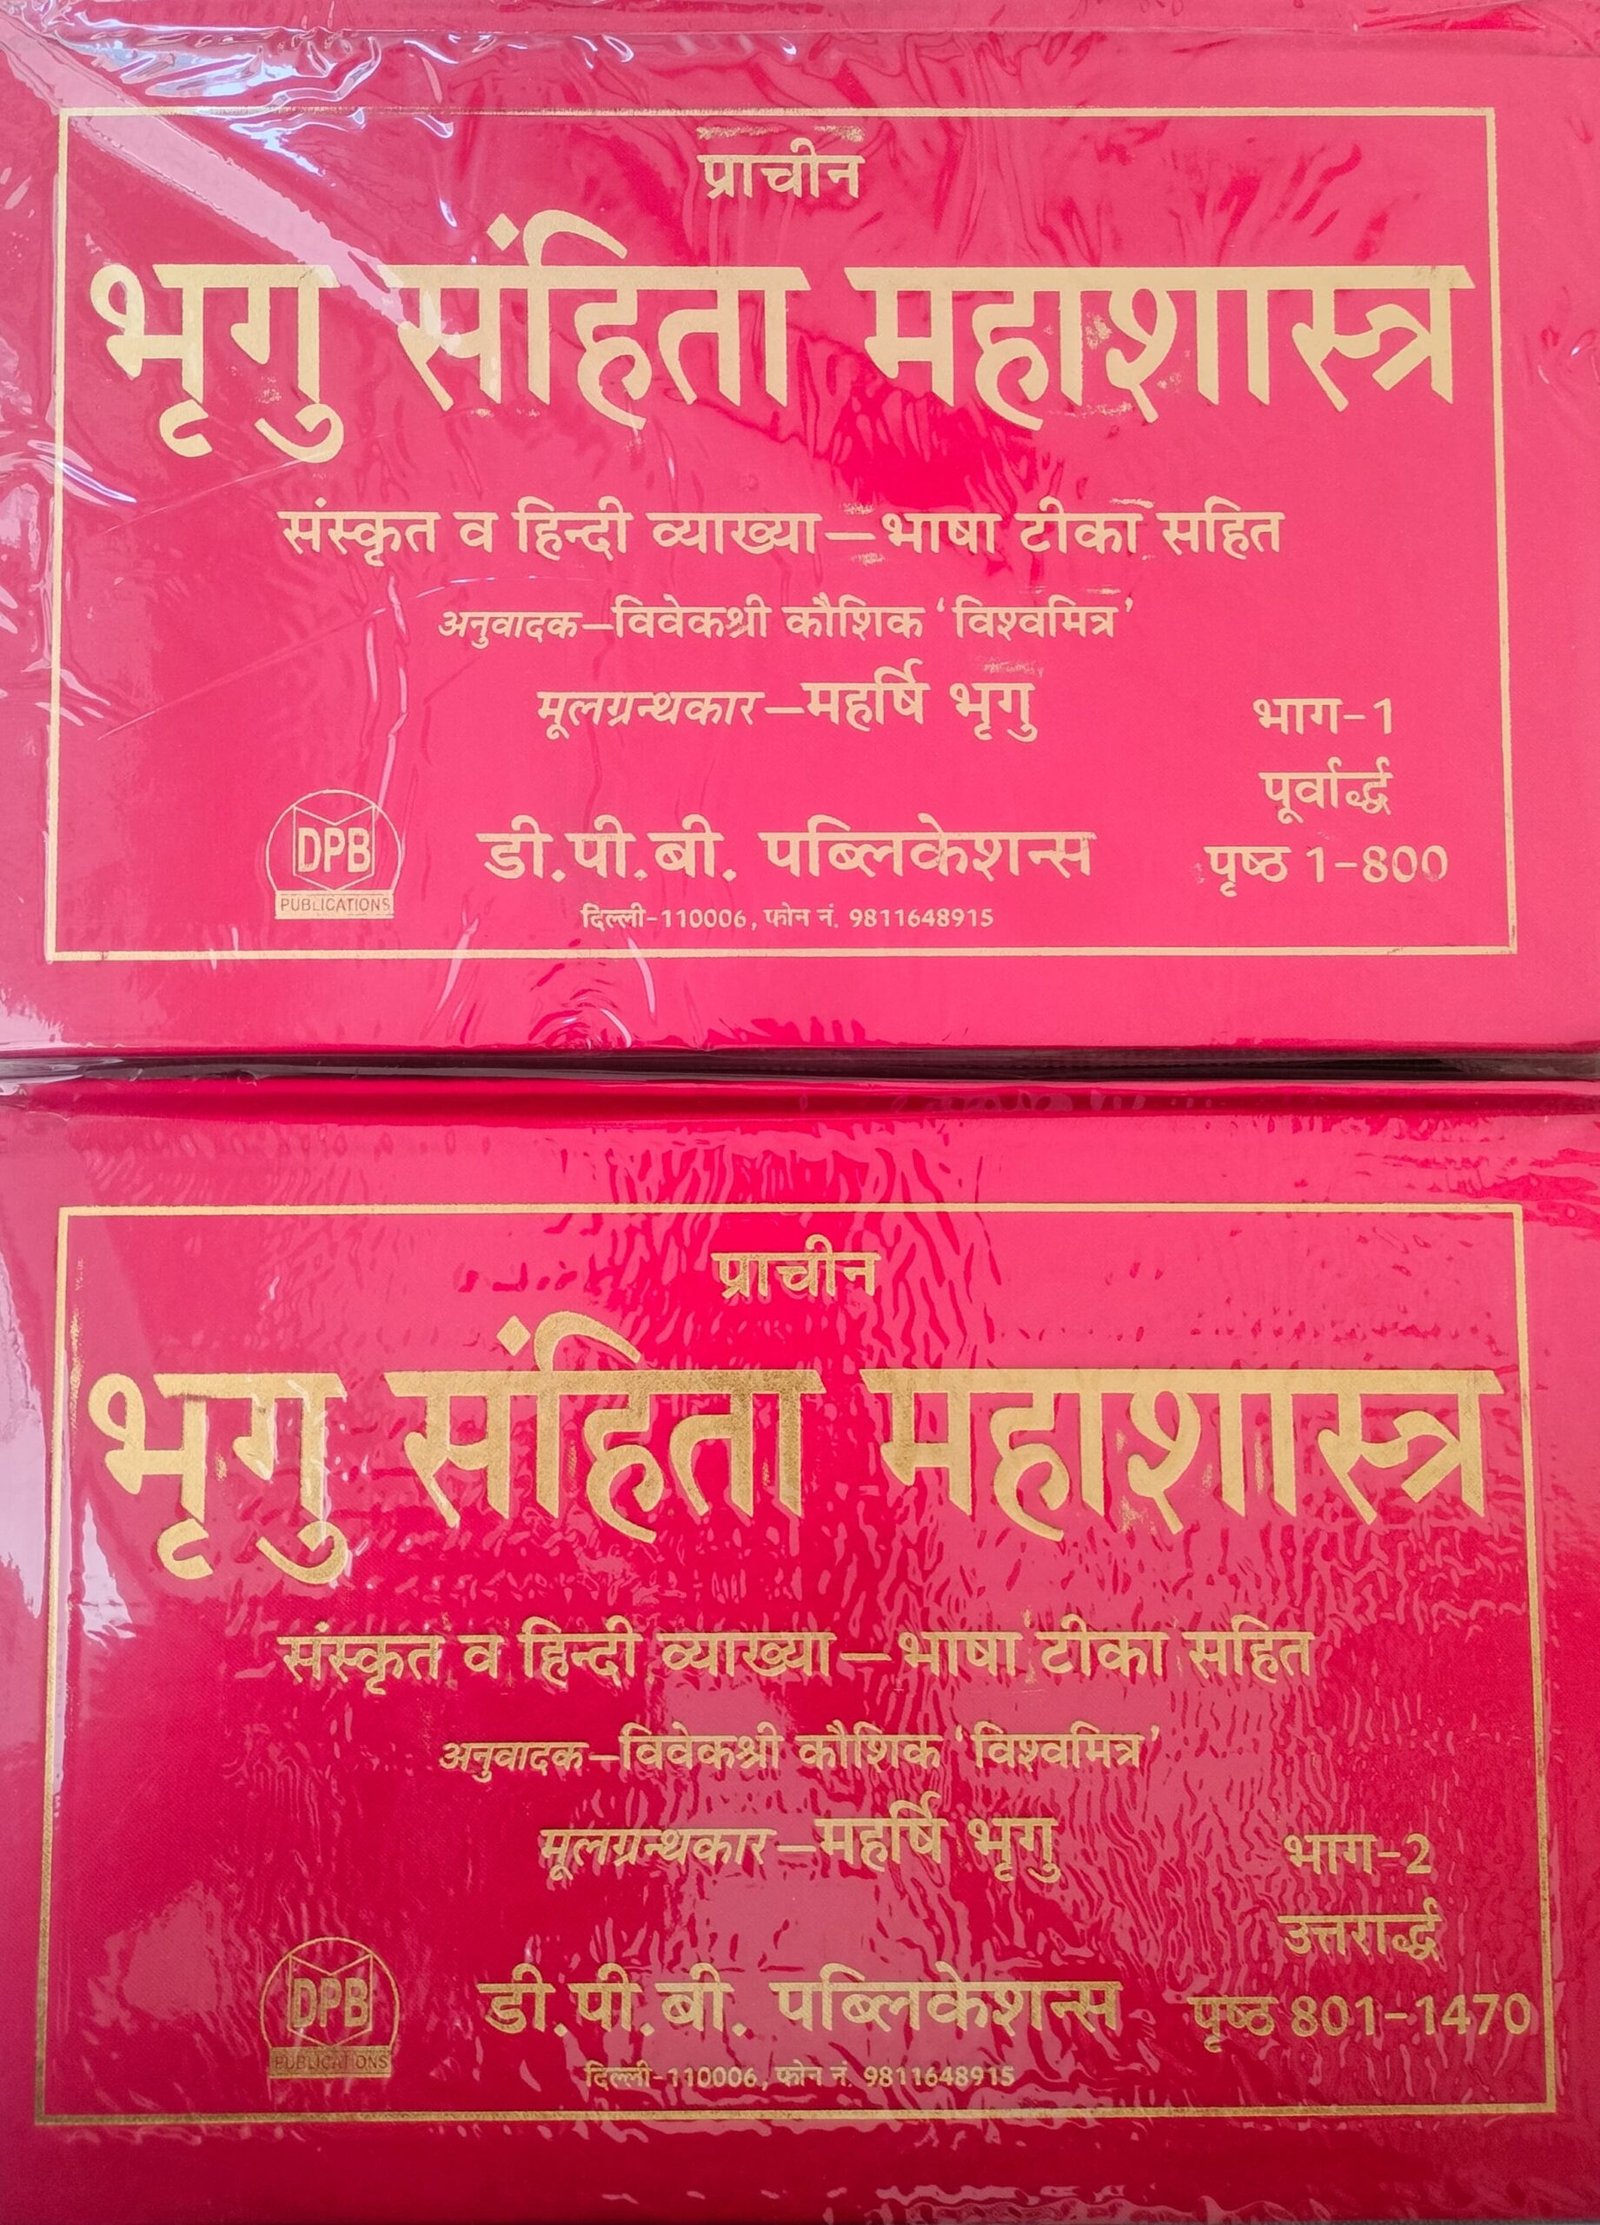 प्राचीन
भृगु संहिता महाशास्त्र
संस्कृत व हिन्दी व्याख्या—भाषा टीका सहित
अनुवादक—विवेकश्री कौशिक ‘विश्वमित्र’
मूलग्रन्थकार—महर्षि भृगु
भाग-1
पूर्वार्द्ध
पृष्ठ 1-800
DPB
PUBLICATIONS
डी.पी.बी. पब्लिकेशन्स
दिल्ली-110006, फोन नं. 9811648915
प्राचीन
भृगु संहिता महाशास्त्र
संस्कृत व हिन्दी व्याख्या—भाषा टीका सहित
अनुवादक—विवेकश्री कौशिक ‘विश्वमित्र’
मूलग्रन्थकार—महर्षि भृगु
भाग-2
उत्तरार्द्ध
पृष्ठ 801-1470
DPB
PUBLICATIONS
डी.पी.बी. पब्लिकेशन्स
दिल्ली-110006, फोन नं. 9811648915